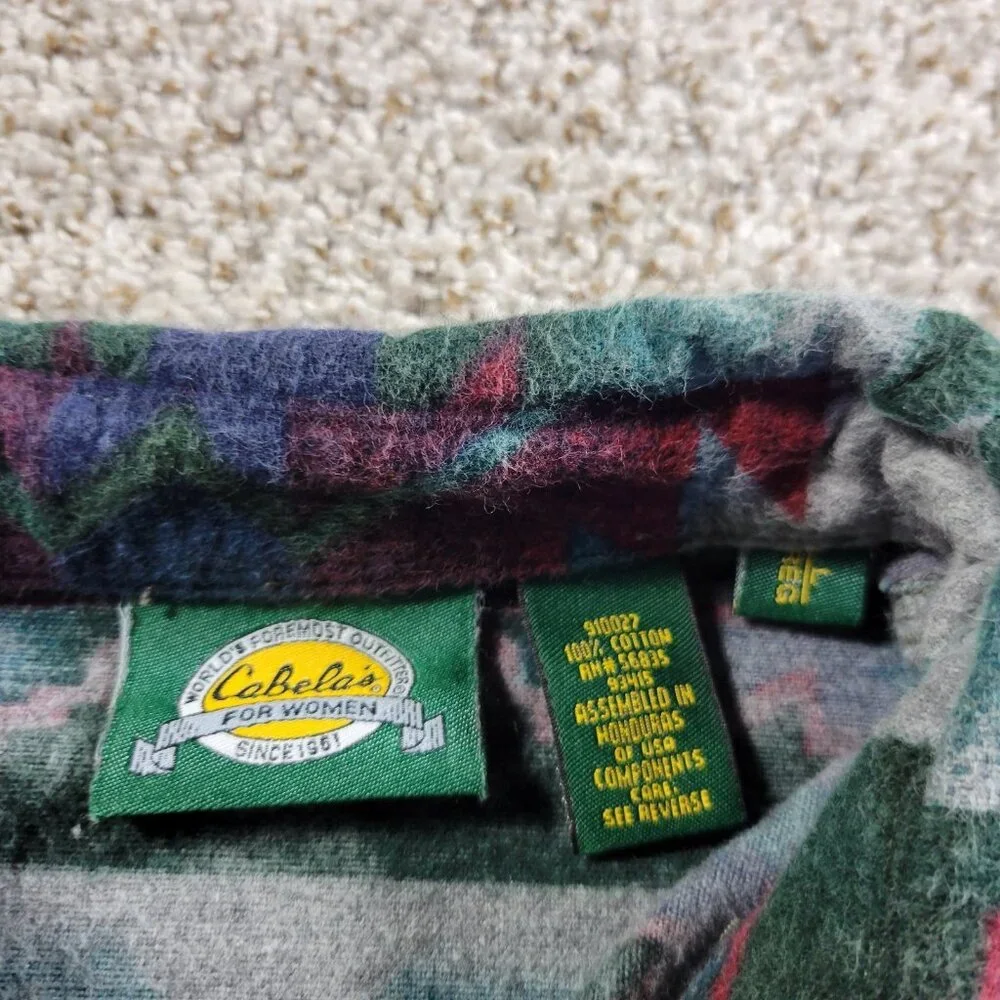 WORLD'S FOREMOST OUTFITTER
Cabela's
FOR WOMEN
SINCE 1961
910027
100% COTTON
RN# 50835
93415
ASSEMBLED IN
HONDURAS
OF USA
COMPONENTS
CARE:
SEE REVERSE